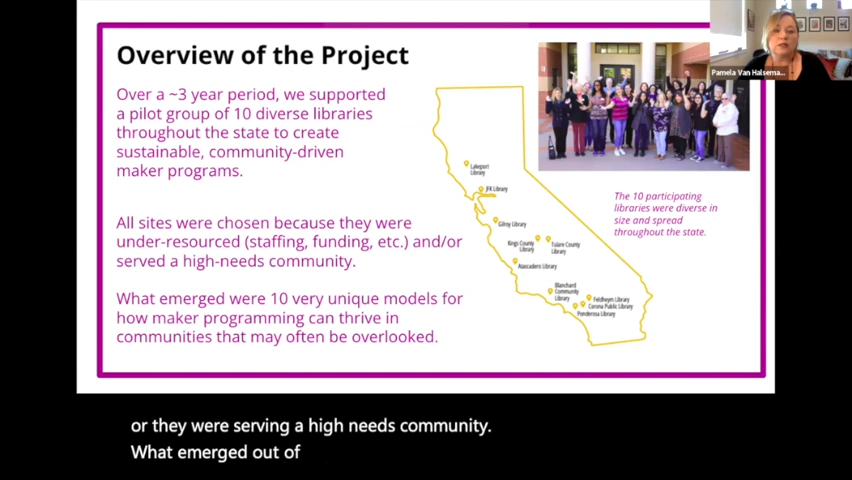 Overview of the Project
Over a ~3 year period, we supported
a pilot group of 10 diverse libraries
throughout the state to create
sustainable, community-driven
maker programs.
All sites were chosen because they were
under-resourced (staffing, funding, etc.) and/or
served a high-needs community.
What emerged were 10 very unique models for
how maker programming can thrive in
communities that may often be overlooked.
Lakeport
Library
JFK Library
Gilroy Library
Kings County
Library
Tulare County
Library
Atascadero Library
Blanchard
Community
Library
Feldheym Library
Corona Public Library
Ponderosa Library
The 10 participating
libraries were diverse in
size and spread
throughout the state.
Pamela Van Halsema...
or they were serving a high needs community.
What emerged out of